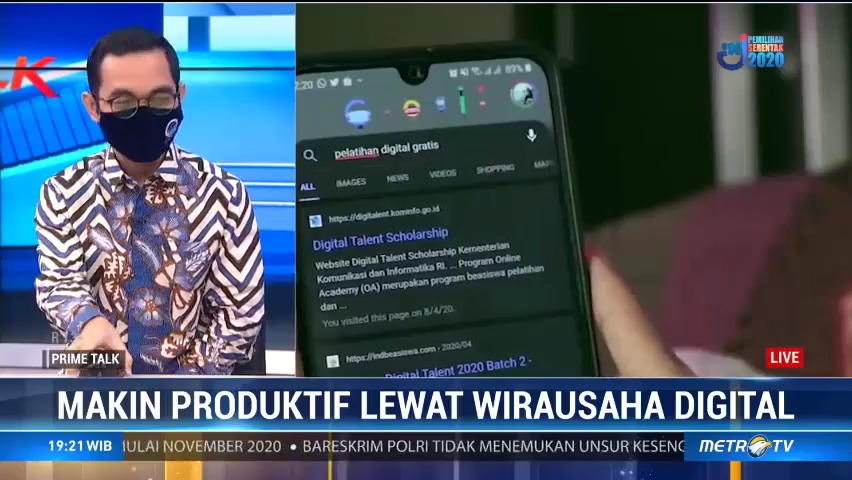 PEMILIHAN
SERENTAK
2020
2:20
89%
pelatihan digital gratis
ALL IMAGES NEWS VIDEOS SHOPPING
https://digitalent.kominfo.go.id
Digital Talent Scholarship
Website Digital Talent Scholarship Kementerian
Komunikasi dan Informatika RI. ... Program Online
Academy (OA) merupakan program beasiswa pelatihan
dan ...
You visited this page on 8/4/20.
https://indbeasiswa.com › 2020/04
Digital Talent 2020 Batch 2 -
PRIME TALK
LIVE
MAKIN PRODUKTIF LEWAT WIRAUSAHA DIGITAL
19:21 WIB
MULAI NOVEMBER 2020 • BARESKRIM POLRI TIDAK MENEMUKAN UNSUR KESENG
METRO TV